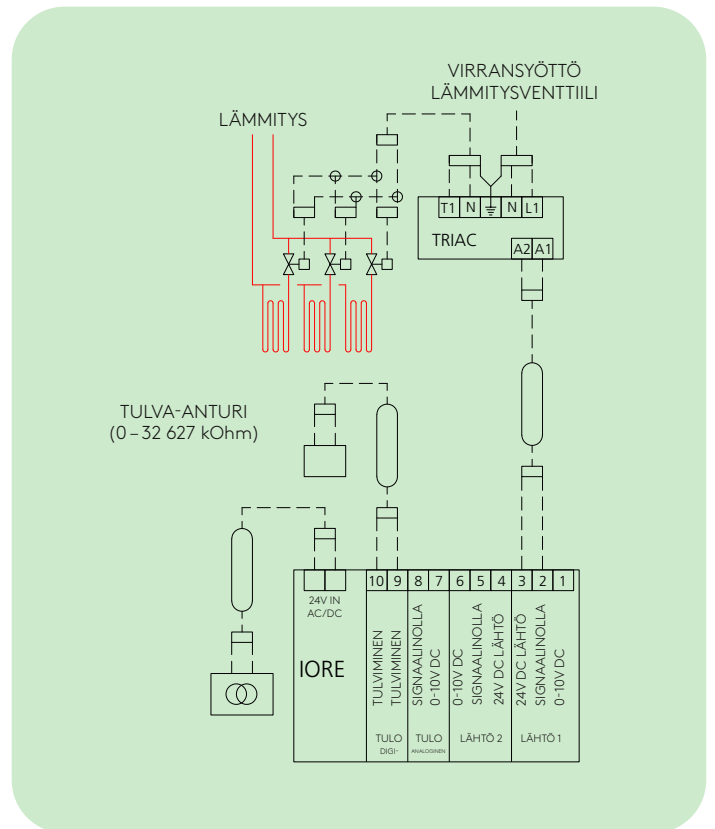 VIRRANSYÖTTÖ
LÄMMITYSVENTTIILI
LÄMMITYS
T1 N N L1
TRIAC
A2 A1
TULVA-ANTURI
(0–32 627 kOhm)
10 9 8 7 6 5 4 3 2 1
24V IN
AC/DC
IORE
TULVIMINEN
TULVIMINEN
SIGNAALINOLLA
0-10V DC
0-10V DC
SIGNAALINOLLA
24V DC LÄHTÖ
24V DC LÄHTÖ
SIGNAALINOLLA
0-10V DC
TULO
DIGI-
TULO
ANALOGINEN
LÄHTÖ 2
LÄHTÖ 1